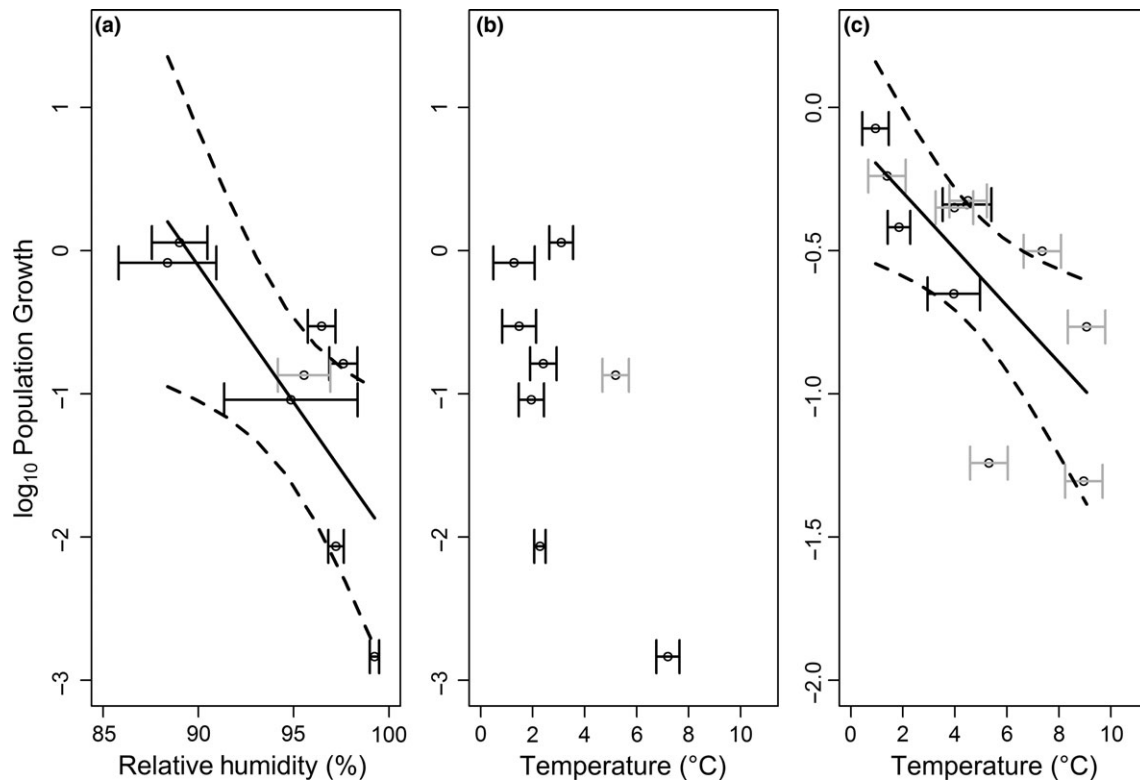 (a)
(b)
(c)
log10 Population Growth
1
0
−1
−2
−3
85 90 95 100
Relative humidity (%)
1
0
−1
−2
−3
0 2 4 6 8 10
Temperature (°C)
0.0
−0.5
−1.0
−1.5
−2.0
0 2 4 6 8 10
Temperature (°C)